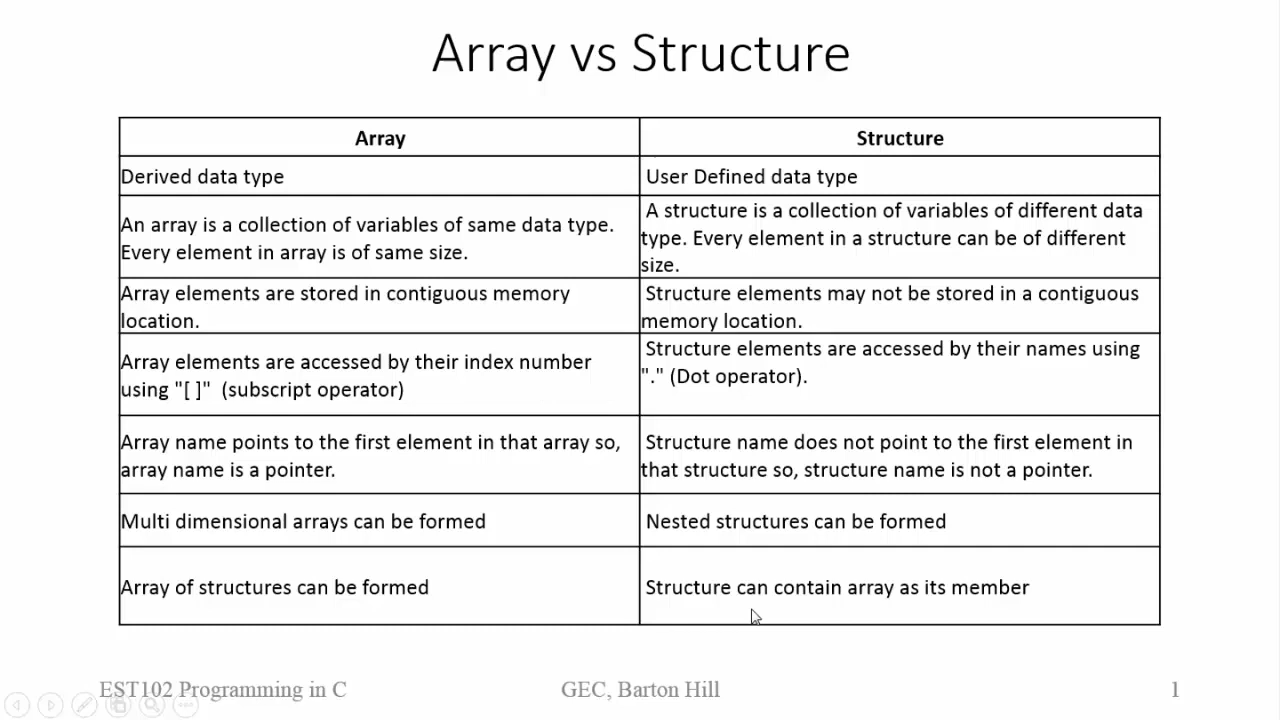 Array vs Structure
Array
Structure
Derived data type
User Defined data type
An array is a collection of variables of same data type.
Every element in array is of same size.
A structure is a collection of variables of different data
type. Every element in a structure can be of different
size.
Array elements are stored in contiguous memory
location.
Structure elements may not be stored in a contiguous
memory location.
Array elements are accessed by their index number
using "[ ]"  (subscript operator)
Structure elements are accessed by their names using
"." (Dot operator).
Array name points to the first element in that array so,
array name is a pointer.
Structure name does not point to the first element in
that structure so, structure name is not a pointer.
Multi dimensional arrays can be formed
Nested structures can be formed
Array of structures can be formed
Structure can contain array as its member
EST102 Programming in C
GEC, Barton Hill
1